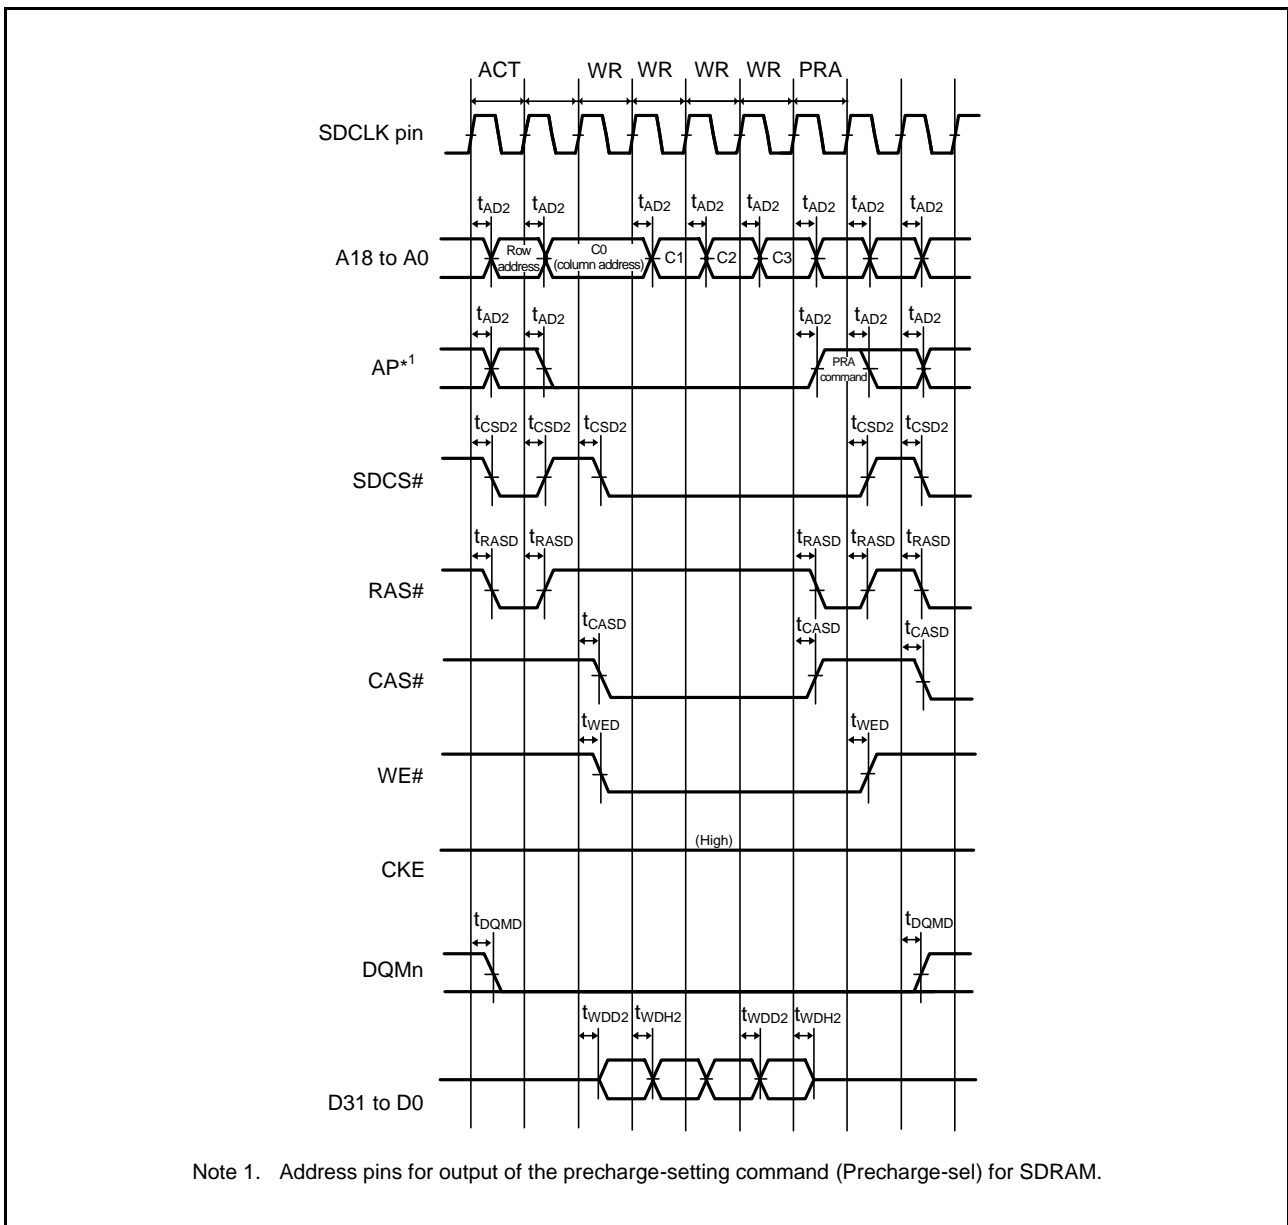 ACT WR WR WR WR PRA
SDCLK pin
tAD2 tAD2 tAD2 tAD2 tAD2 tAD2 tAD2 tAD2
A18 to A0
Row address
C0 (column address)
C1 C2 C3
tAD2 tAD2 tAD2 tAD2 tAD2
AP*1
PRA command
tCSD2 tCSD2 tCSD2 tCSD2 tCSD2
SDCS#
tRASD tRASD tRASD tRASD tRASD
RAS#
tCASD tCASD tCASD
CAS#
tWED tWED
WE#
(High)
CKE
tDQMD tDQMD
DQMn
tWDD2 tWDH2 tWDD2 tWDH2
D31 to D0
Note 1. Address pins for output of the precharge-setting command (Precharge-sel) for SDRAM.